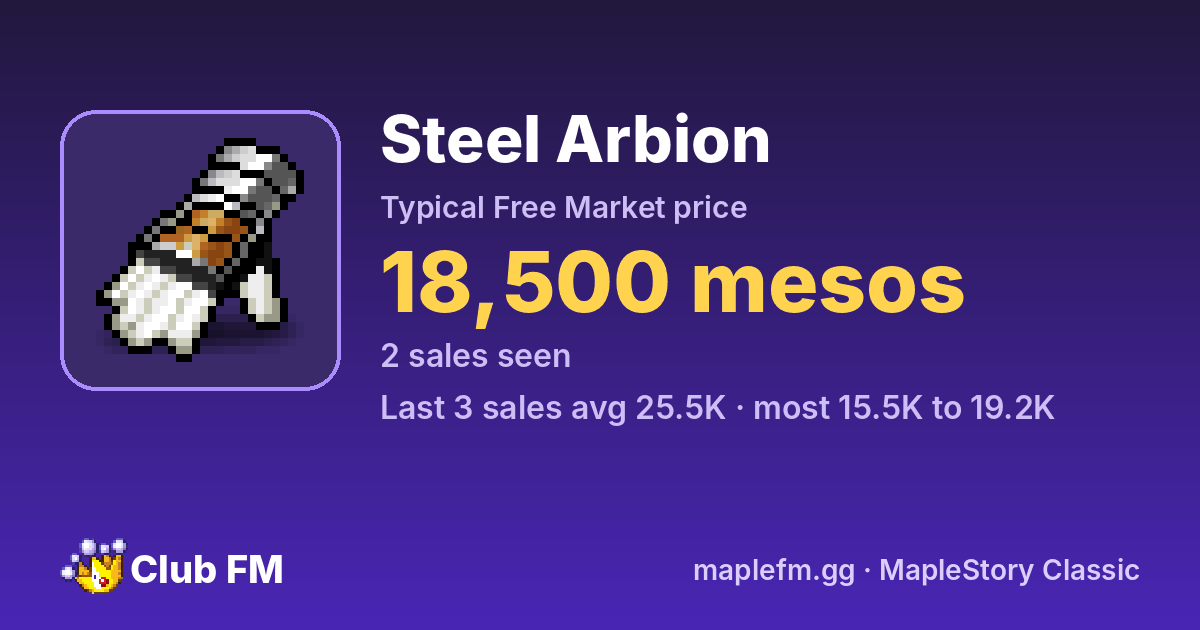 Steel Arbion
Typical Free Market price
18,500 mesos
2 sales seen
Last 3 sales avg 25.5K · most 15.5K to 19.2K
Club FM
maplefm.gg · MapleStory Classic